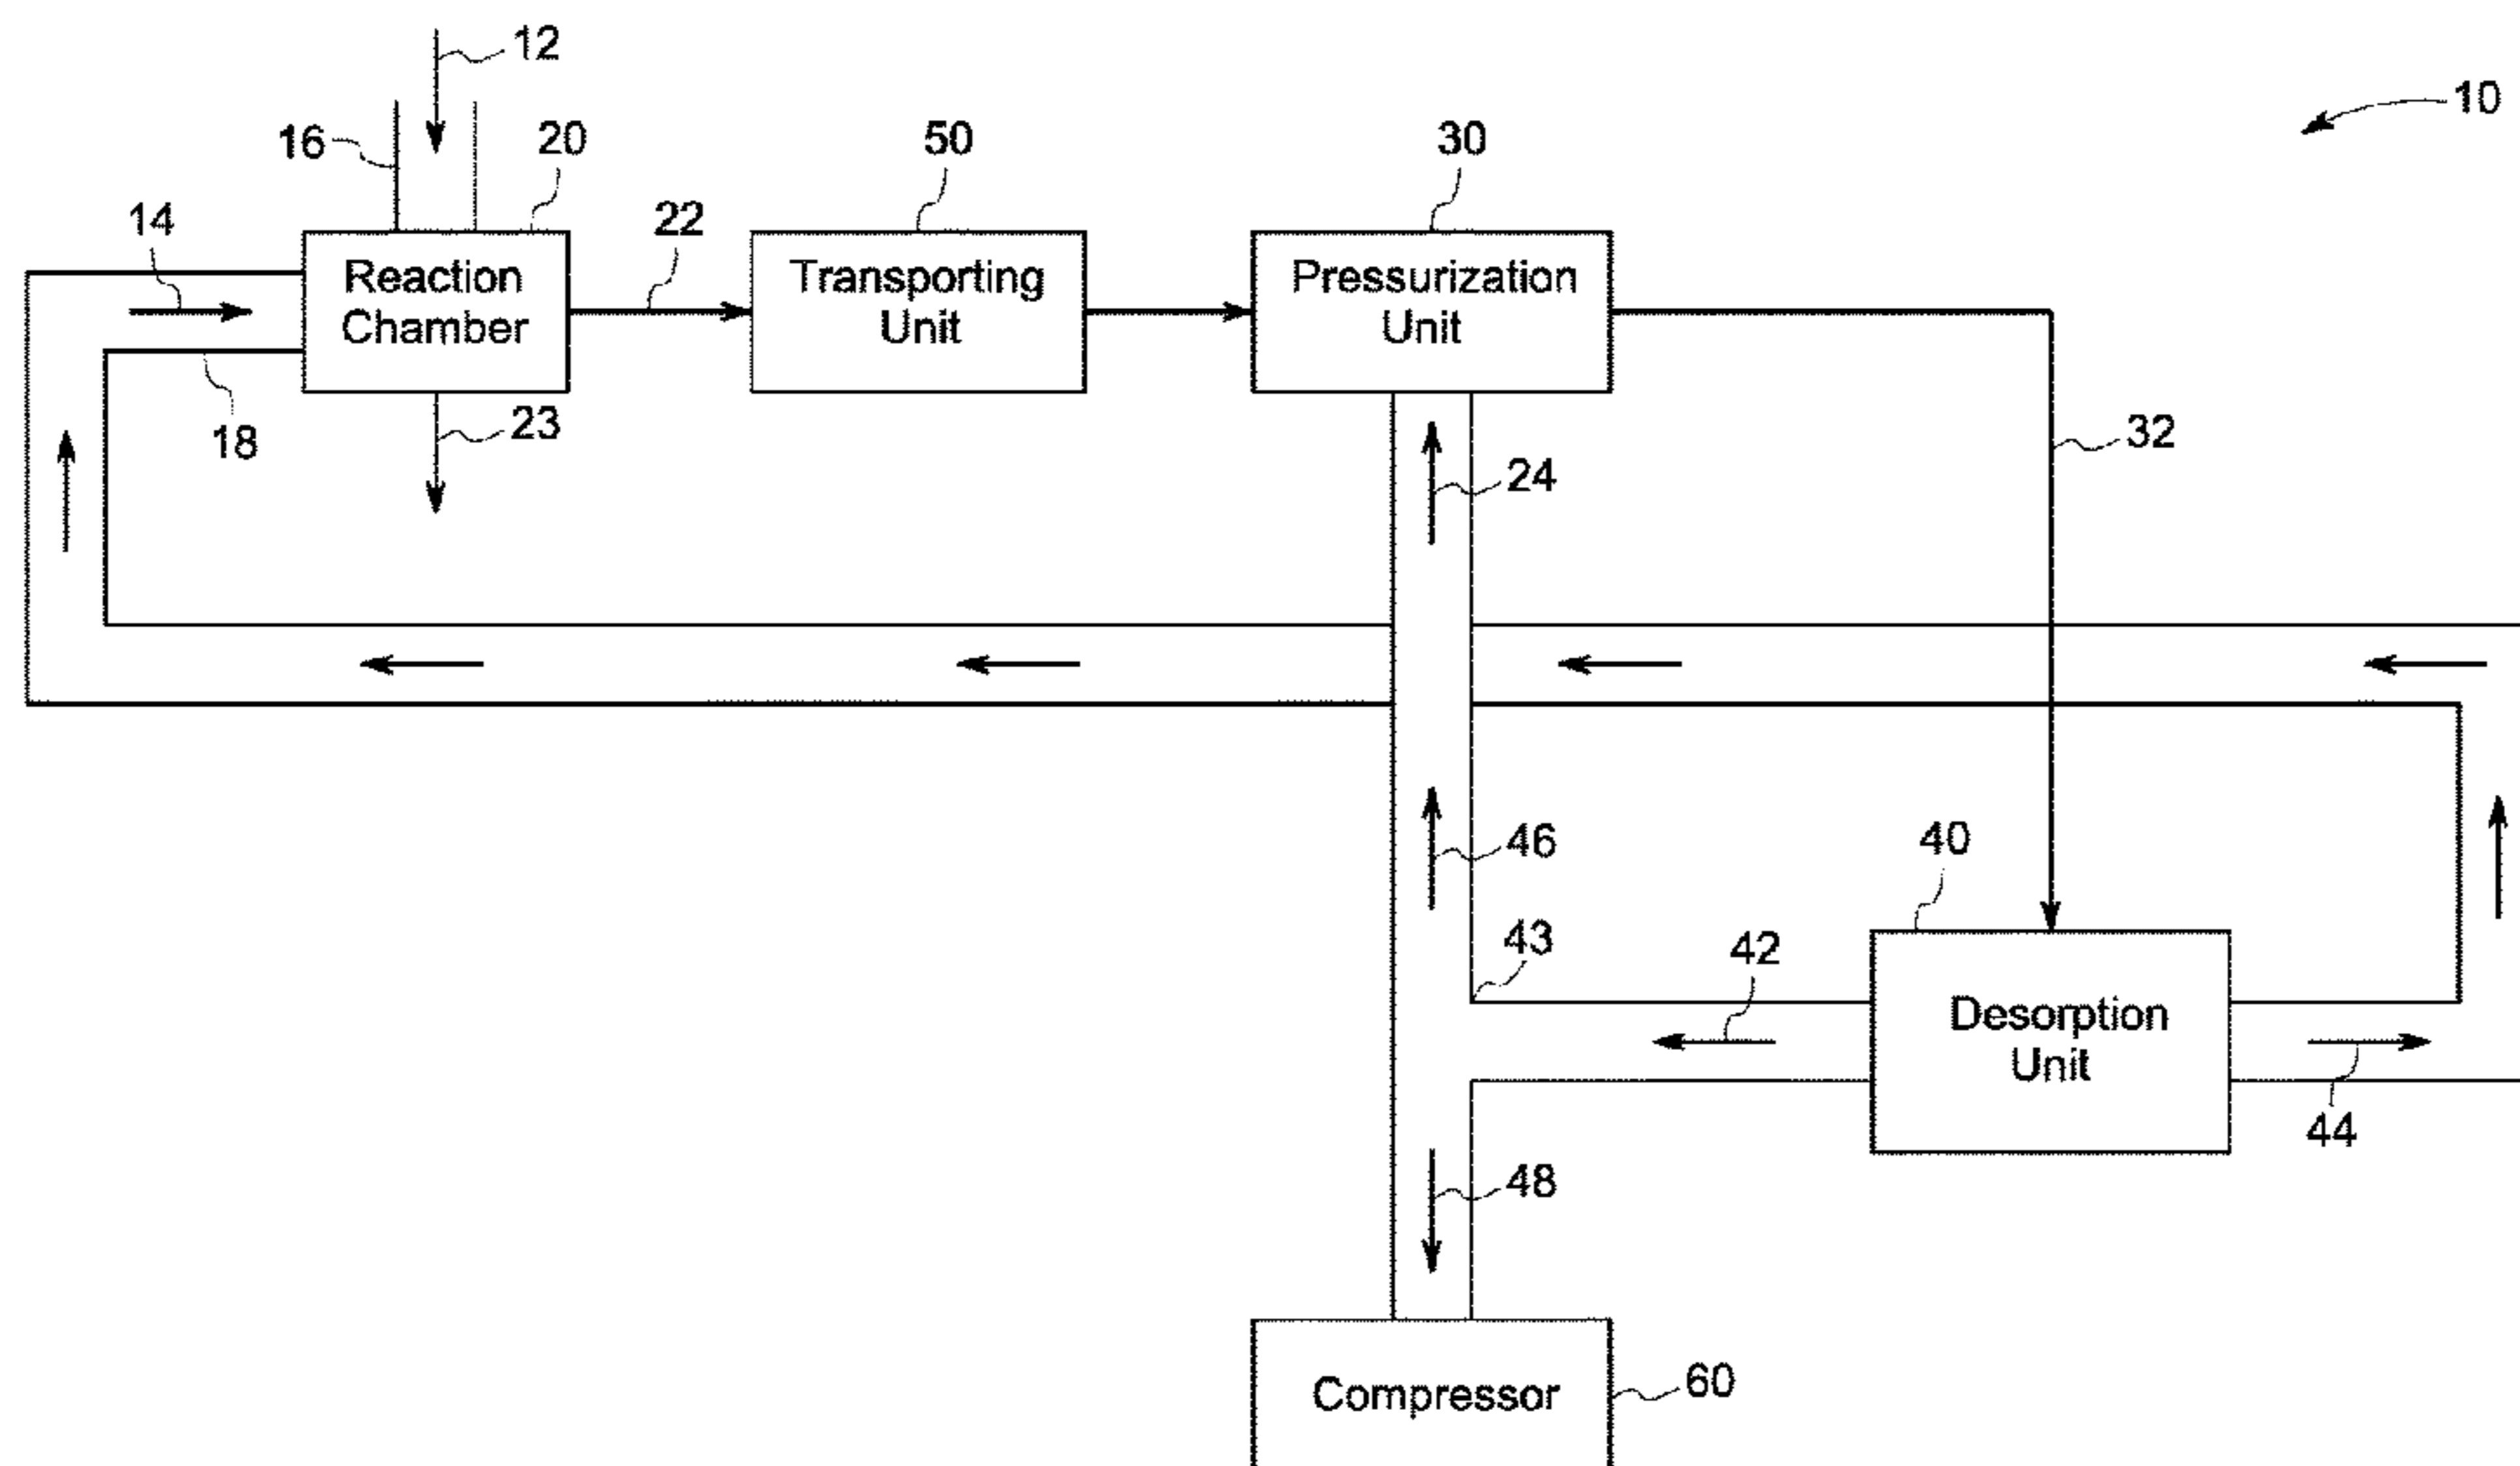 12
10
16
20
50
30
14
22
Reaction
Chamber
Transporting
Unit
Pressurization
Unit
18
23
32
24
46
40
43
42
Desorption
Unit
44
48
Compressor
60